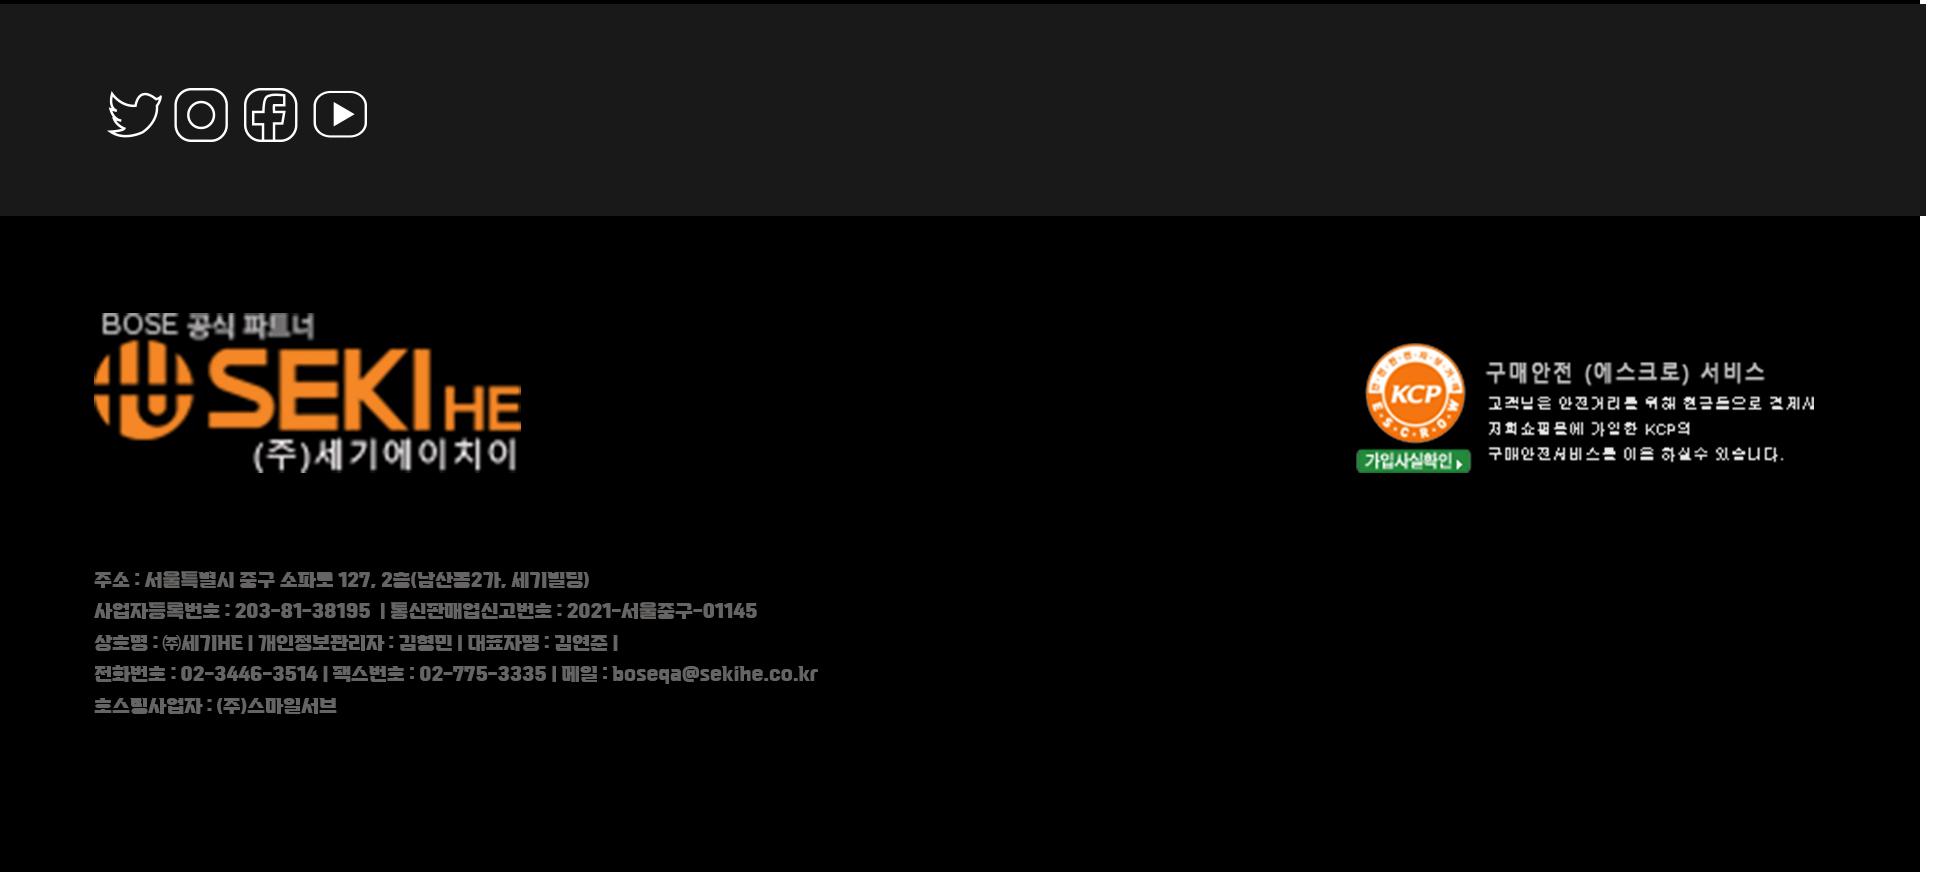 BOSE 공식 파트너
SEKI HE
(주)세기에이치이
KCP
E·S·C·R·O·W
가입사실확인
구매안전 (에스크로) 서비스
고객님은 안전거리를 위해 현금등으로 결제시
저희쇼핑몰에 가입한 KCP의
구매안전서비스를 이용 하실수 있습니다.
주소 : 서울특별시 중구 소파로 127, 2층(남산동2가, 세기빌딩)
사업자등록번호 : 203-81-38195 | 통신판매업신고번호 : 2021-서울중구-01145
상호명 : ㈜세기HE | 개인정보관리자 : 김형민 | 대표자명 : 김연준 |
전화번호 : 02-3446-3514 | 팩스번호 : 02-775-3335 | 메일 : boseqa@sekihe.co.kr
호스팅사업자 : (주)스마일서브